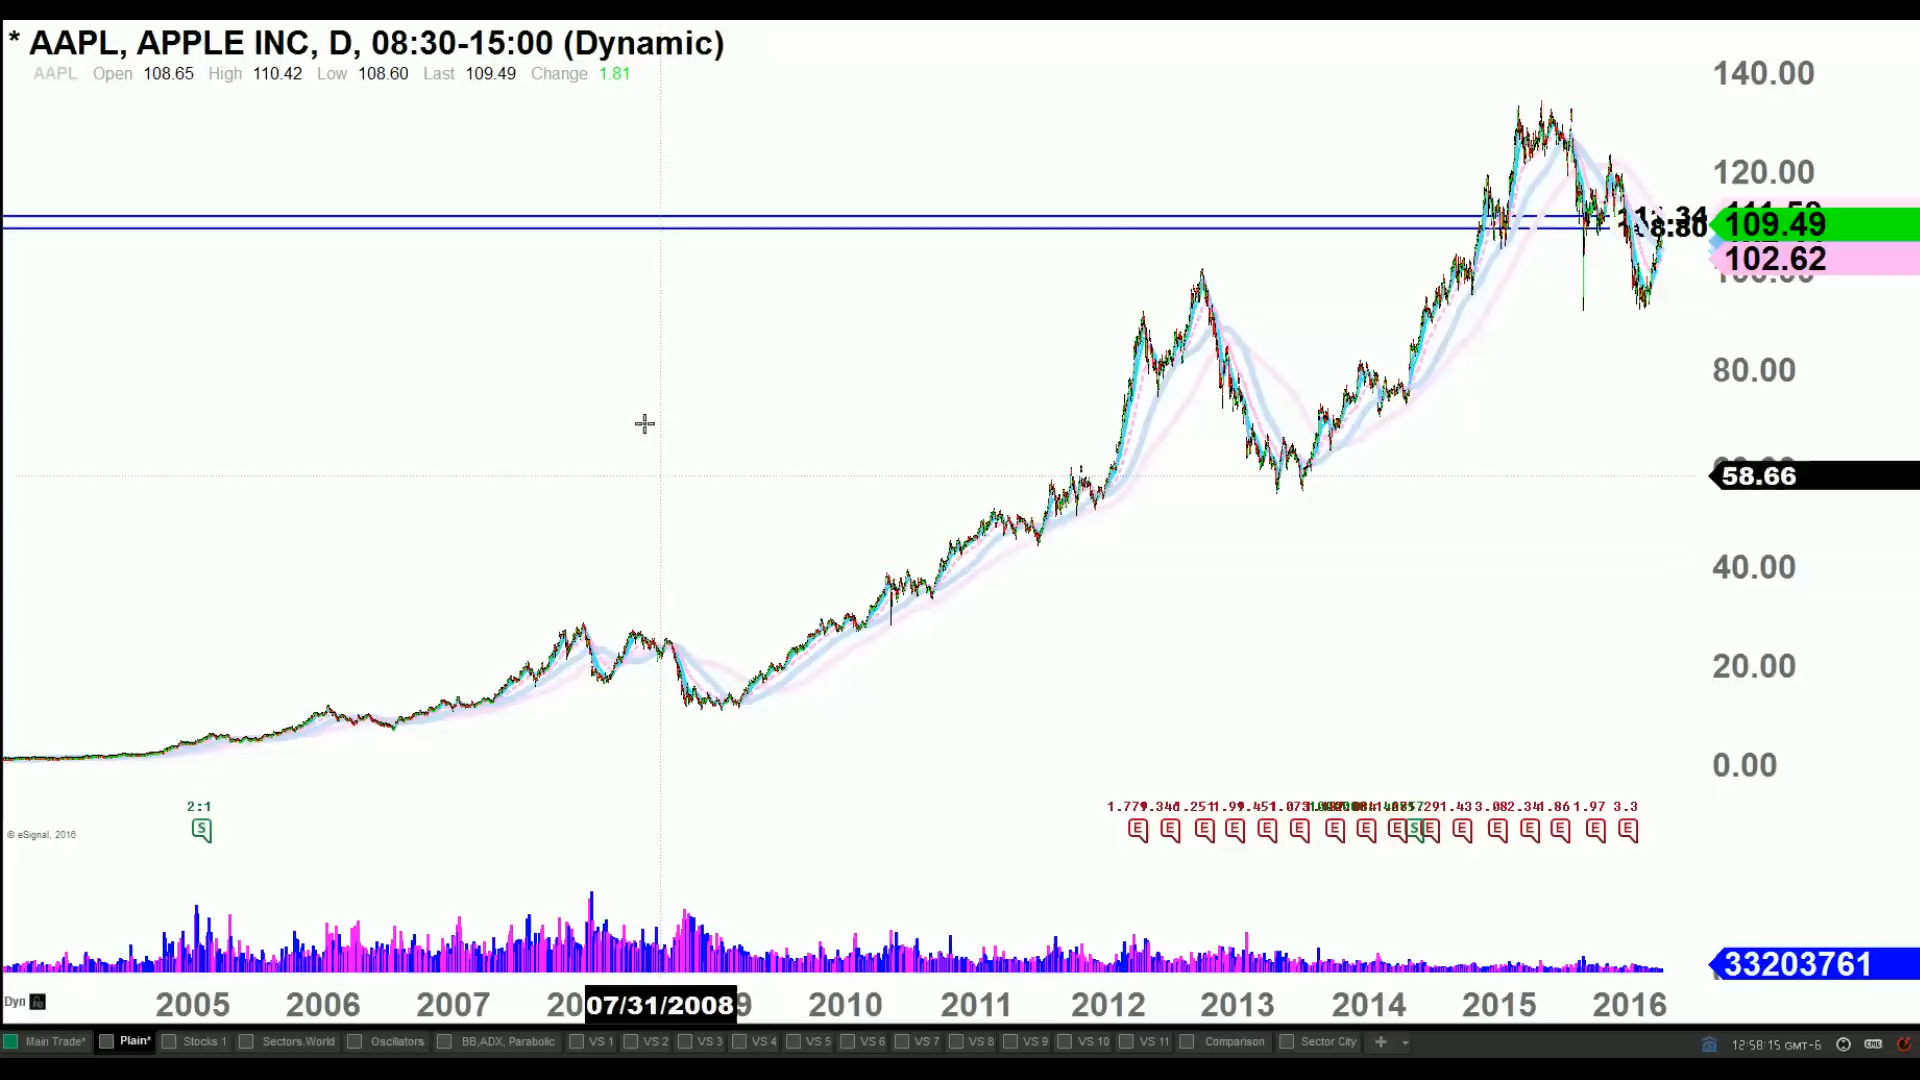 * AAPL, APPLE INC, D, 08:30-15:00 (Dynamic)
AAPL Open 108.65 High 110.42 Low 108.60 Last 109.49 Change 1.81
140.00
120.00
109.49
102.62
80.00
58.66
40.00
20.00
0.00
2:1
1.97 3.3
S
E E E E E E E E E S E E E E E E E
© eSignal, 2016
33203761
Dyn
2005 2006 2007 07/31/2008 2010 2011 2012 2013 2014 2015 2016
Main Trade* Plain* Stocks 1 Sectors.World Oscillators BB,ADX, Parabolic VS 1 VS 2 VS 3 VS 4 VS 5 VS 6 VS 7 VS 8 VS 9 VS 10 VS 11 Comparison Sector City + 12:58:15 GMT-6